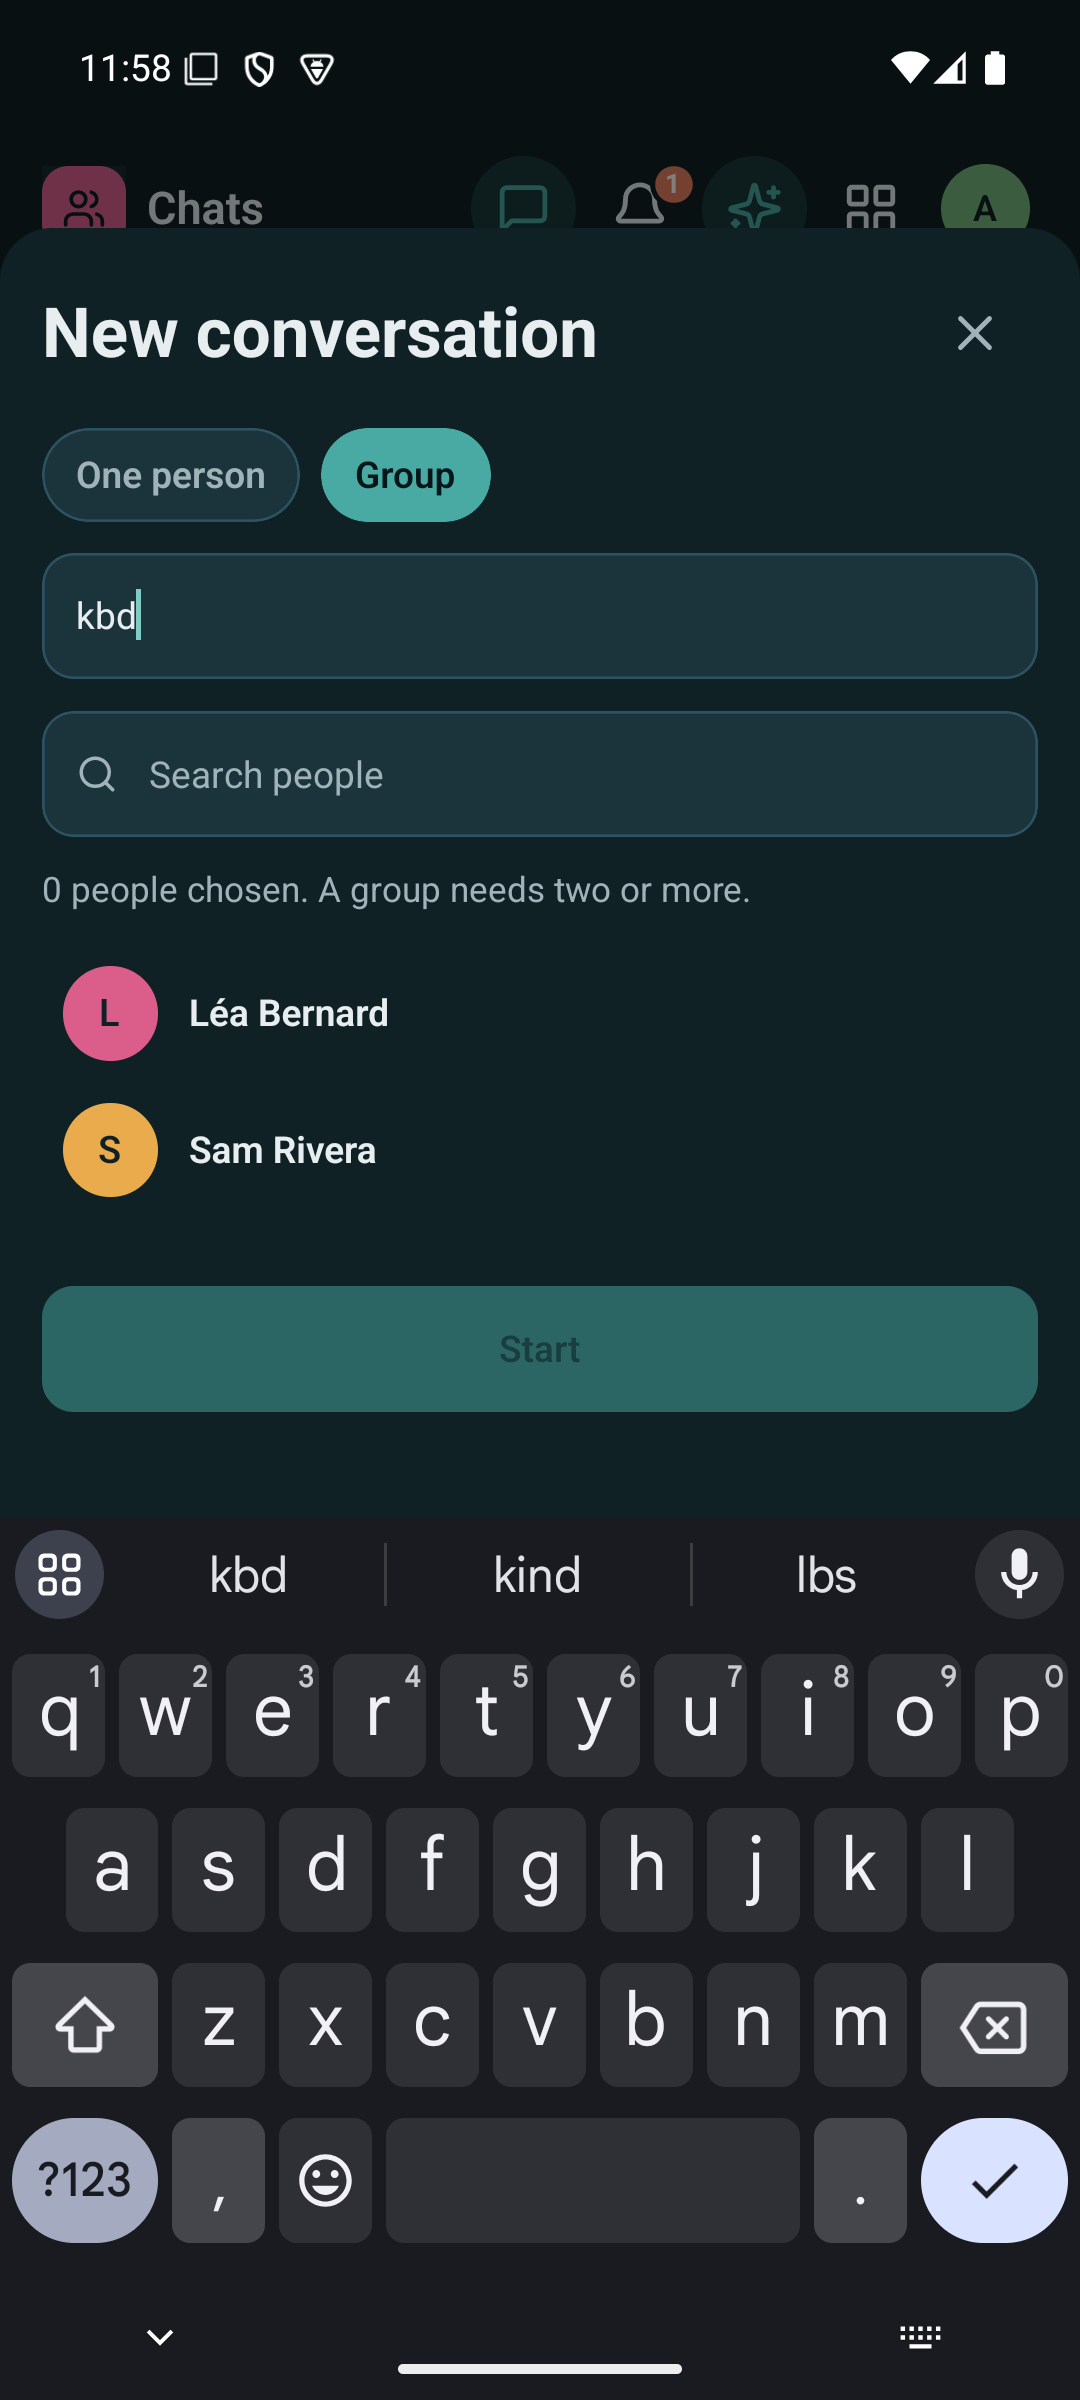 11:58
Chats
1
A
New conversation
One person
Group
kbd
Search people
0 people chosen. A group needs two or more.
L
Léa Bernard
S
Sam Rivera
Start
kbd
kind
lbs
q1 w2 e3 r4 t5 y6 u7 i8 o9 p0
a s d f g h j k l
z x c v b n m
?123 , .